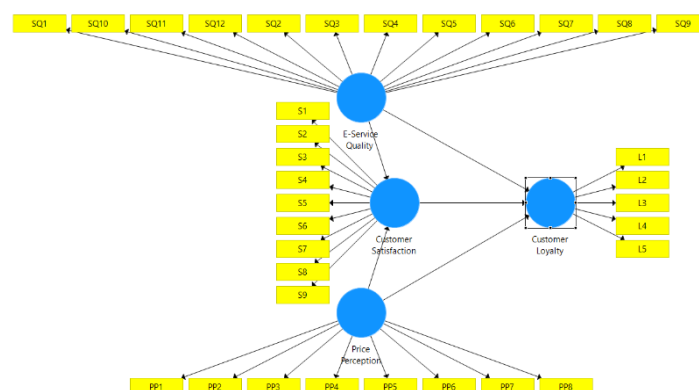 SQ1 SQ10 SQ11 SQ12 SQ2 SQ3 SQ4 SQ5 SQ6 SQ7 SQ8 SQ9
E-Service
Quality
S1
S2
S3
S4
S5
S6
S7
S8
S9
Customer
Satisfaction
Customer
Loyalty
L1
L2
L3
L4
L5
Price
Perception
PP1 PP2 PP3 PP4 PP5 PP6 PP7 PP8